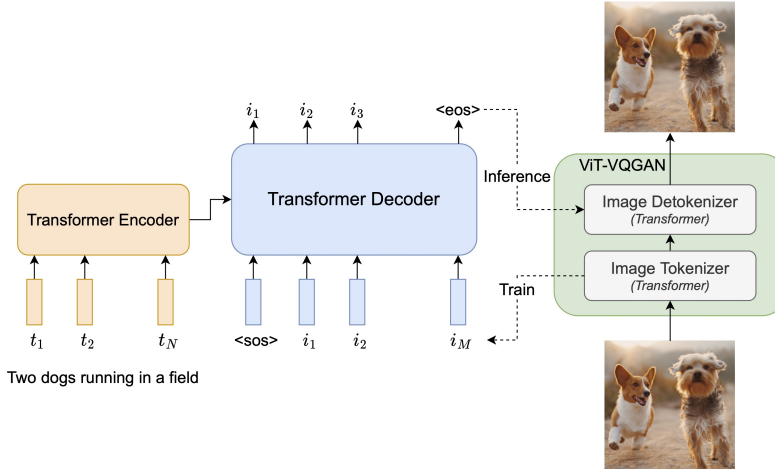 i1 i2 i3 <eos>
ViT-VQGAN
Inference
Transformer Encoder
Transformer Decoder
Image Detokenizer
(Transformer)
Image Tokenizer
(Transformer)
Train
t1 t2 tN
<sos> i1 i2 iM
Two dogs running in a field